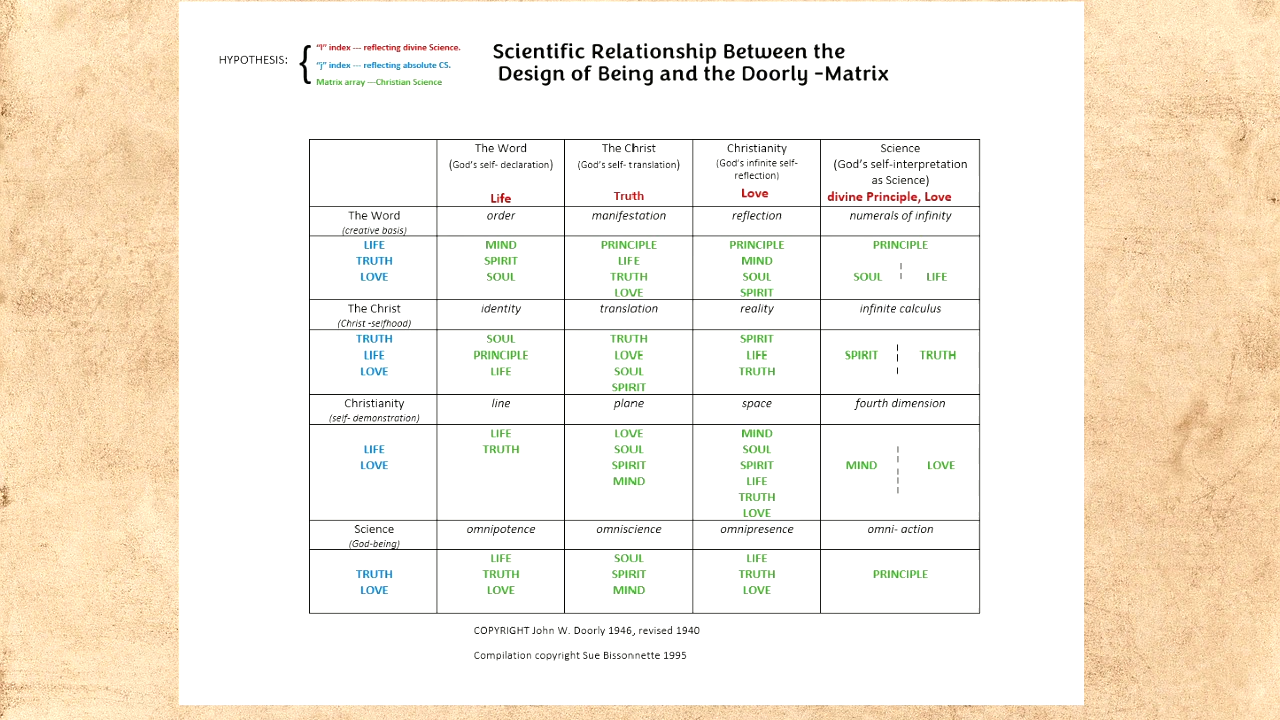 HYPOTHESIS:
"i" index --- reflecting divine Science.
"j" index --- reflecting absolute CS.
Matrix array ---Christian Science
Scientific Relationship Between the
Design of Being and the Doorly -Matrix
The Word
(God's self- declaration)
Life
The Christ
(God's self- translation)
Truth
Christianity
(God's infinite self-
reflection)
Love
Science
(God's self-interpretation
as Science)
divine Principle, Love
The Word
(creative basis)
order
manifestation
reflection
numerals of infinity
LIFE
TRUTH
LOVE
MIND
SPIRIT
SOUL
PRINCIPLE
LIFE
TRUTH
LOVE
PRINCIPLE
MIND
SOUL
SPIRIT
PRINCIPLE
SOUL ¦ LIFE
The Christ
(Christ -selfhood)
identity
translation
reality
infinite calculus
TRUTH
LIFE
LOVE
SOUL
PRINCIPLE
LIFE
TRUTH
LOVE
SOUL
SPIRIT
SPIRIT
LIFE
TRUTH
SPIRIT ¦ TRUTH
Christianity
(self- demonstration)
line
plane
space
fourth dimension
LIFE
LOVE
LIFE
TRUTH
LOVE
SOUL
SPIRIT
MIND
MIND
SOUL
SPIRIT
LIFE
TRUTH
LOVE
MIND ¦ LOVE
Science
(God-being)
omnipotence
omniscience
omnipresence
omni- action
TRUTH
LOVE
LIFE
TRUTH
LOVE
SOUL
SPIRIT
MIND
LIFE
TRUTH
LOVE
PRINCIPLE
COPYRIGHT John W. Doorly 1946, revised 1940
Compilation copyright Sue Bissonnette 1995